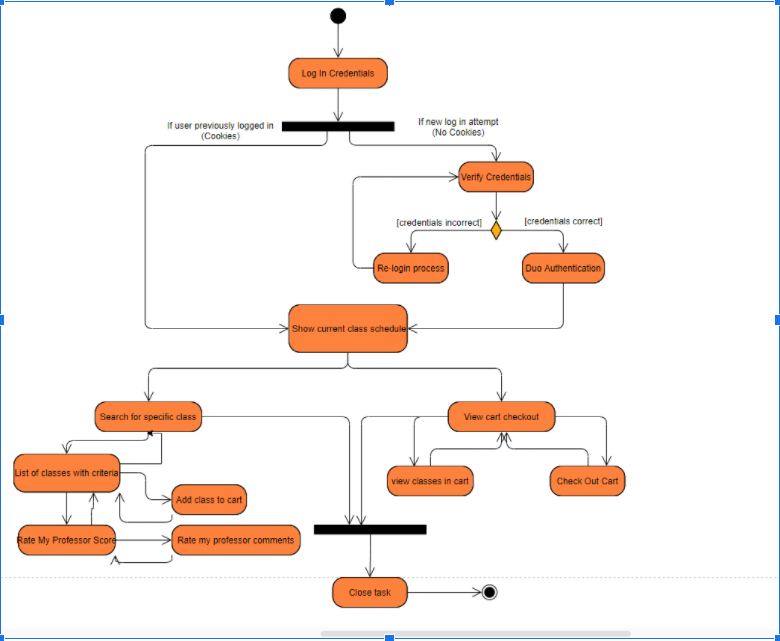 Log In Credentials
If user previously logged in
(Cookies)
If new log in attempt
(No Cookies)
Verify Credentials
[credentials incorrect]
[credentials correct]
Re-login process
Duo Authentication
Show current class schedule
Search for specific class
View cart checkout
List of classes with criteria
Add class to cart
view classes in cart
Check Out Cart
Rate My Professor Score
Rate my professor comments
Close task